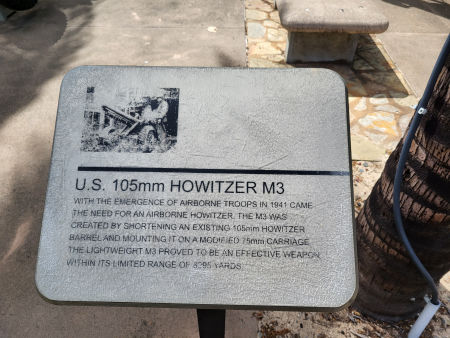 U.S. 105mm HOWITZER M3
WITH THE EMERGENCE OF AIRBORNE TROOPS IN 1941 CAME
THE NEED FOR AN AIRBORNE HOWITZER. THE M3 WAS
CREATED BY SHORTENING AN EXISTING 105mm HOWITZER
BARREL AND MOUNTING IT ON A MODIFIED 75mm CARRIAGE.
THE LIGHTWEIGHT M3 PROVED TO BE AN EFFECTIVE WEAPON
WITHIN ITS LIMITED RANGE OF 8295 YARDS.